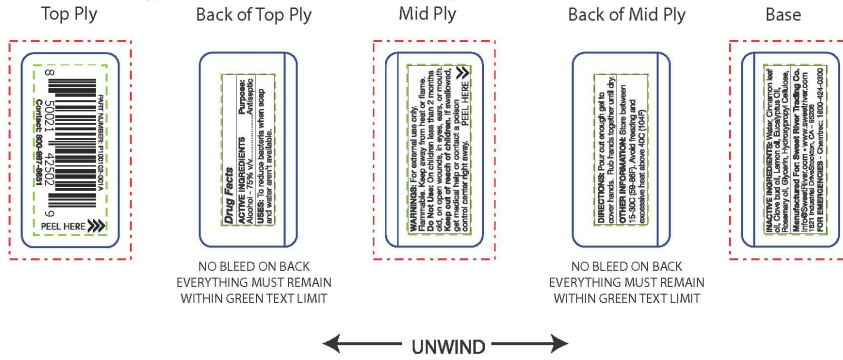 Top Ply
Back of Top Ply
Mid Ply
Back of Mid Ply
Base
PART NUMBER: P1100102-001A
Contact: 800-967-8851
8 50021 42502 9
PEEL HERE
Drug Facts
ACTIVE INGREDIENTS Purpose:
Alcohol - 75% v/v..................... Antiseptic
USES: To reduce bacteria when soap
and water aren't available.
WARNINGS: For external use only.
Flammable. Keep away from heat or flame.
Do Not Use: On children less than 2 months
old, on open wounds, in eyes, ears, or mouth.
Keep out of reach of children. If swallowed,
get medical help or contact a poison
control center right away.
PEEL HERE
DIRECTIONS: Pour out enough gel to
cover hands. Rub hands together until dry.
OTHER INFORMATION: Store between
15-30C (59-86F). Avoid freezing and
excessive heat above 40C (104F)
INACTIVE INGREDIENTS: Water, Cinnamon leaf
oil, Clove bud oil, Lemon oil, Eucalyptus Oil,
Rosemary oil, Glycerin, Hydroxypropyl Cellulose,
Manufactured For: Sweet River Trading Co.
Info@SweetRiver.com • www.sweetriver.com
Industrial Dr
FOR EMERGENCIES - Chemtrec: 1800-424-9300
NO BLEED ON BACK
EVERYTHING MUST REMAIN
WITHIN GREEN TEXT LIMIT
NO BLEED ON BACK
EVERYTHING MUST REMAIN
WITHIN GREEN TEXT LIMIT
UNWIND